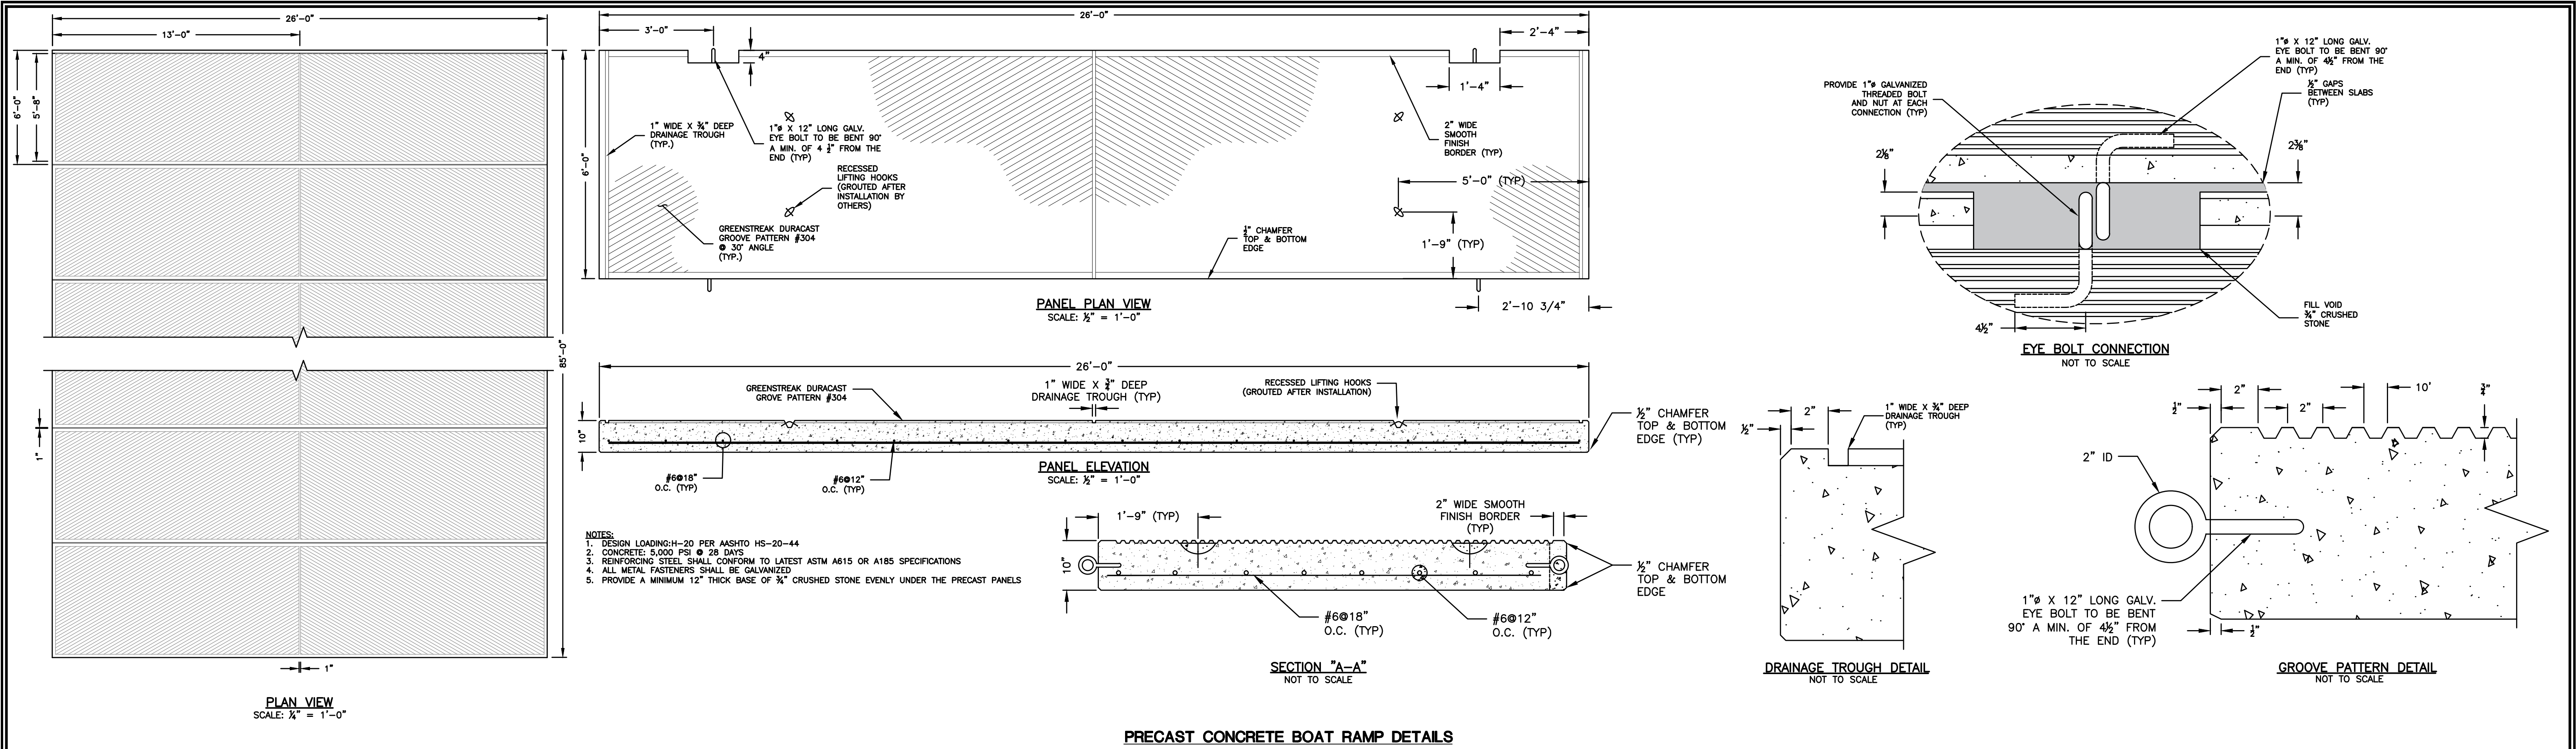 26'-0"
13'-0"
6'-0"
5'-8"
85'-0"
1"
1"
PLAN VIEW
SCALE: ¼" = 1'-0"
26'-0"
3'-0"
4"
2'-4"
1'-4"
6'-0"
1" WIDE X ¾" DEEP
DRAINAGE TROUGH
(TYP.)
1"ø X 12" LONG GALV.
EYE BOLT TO BE BENT 90°
A MIN. OF 4 ½" FROM THE
END (TYP)
RECESSED
LIFTING HOOKS
(GROUTED AFTER
INSTALLATION BY
OTHERS)
GREENSTREAK DURACAST
GROOVE PATTERN #304
@ 30° ANGLE
(TYP.)
2" WIDE
SMOOTH
FINISH
BORDER (TYP)
5'-0" (TYP)
1'-9" (TYP)
½" CHAMFER
TOP & BOTTOM
EDGE
2'-10 3/4"
PANEL PLAN VIEW
SCALE: ½" = 1'-0"
26'-0"
GREENSTREAK DURACAST
GROVE PATTERN #304
1" WIDE X ¾" DEEP
DRAINAGE TROUGH (TYP)
RECESSED LIFTING HOOKS
(GROUTED AFTER INSTALLATION)
½" CHAMFER
TOP & BOTTOM
EDGE (TYP)
10"
#6@18"
O.C. (TYP)
#6@12"
O.C. (TYP)
PANEL ELEVATION
SCALE: ½" = 1'-0"
NOTES:
1. DESIGN LOADING:H-20 PER AASHTO HS-20-44
2. CONCRETE: 5,000 PSI @ 28 DAYS
3. REINFORCING STEEL SHALL CONFORM TO LATEST ASTM A615 OR A185 SPECIFICATIONS
4. ALL METAL FASTENERS SHALL BE GALVANIZED
5. PROVIDE A MINIMUM 12" THICK BASE OF ¾" CRUSHED STONE EVENLY UNDER THE PRECAST PANELS
1'-9" (TYP)
2" WIDE SMOOTH
FINISH BORDER
(TYP)
10"
½" CHAMFER
TOP & BOTTOM
EDGE
#6@18"
O.C. (TYP)
#6@12"
O.C. (TYP)
SECTION "A-A"
NOT TO SCALE
PROVIDE 1"ø GALVANIZED
THREADED BOLT
AND NUT AT EACH
CONNECTION (TYP)
1"ø X 12" LONG GALV.
EYE BOLT TO BE BENT 90°
A MIN. OF 4½" FROM THE
END (TYP)
½" GAPS
BETWEEN SLABS
(TYP)
2⅛"
2⅜"
4½"
FILL VOID
¾" CRUSHED
STONE
EYE BOLT CONNECTION
NOT TO SCALE
2"
½"
1" WIDE X ¾" DEEP
DRAINAGE TROUGH
(TYP)
DRAINAGE TROUGH DETAIL
NOT TO SCALE
2"
½"
2"
10'
¾"
2" ID
1"ø X 12" LONG GALV.
EYE BOLT TO BE BENT
90° A MIN. OF 4½" FROM
THE END (TYP)
½"
GROOVE PATTERN DETAIL
NOT TO SCALE
PRECAST CONCRETE BOAT RAMP DETAILS